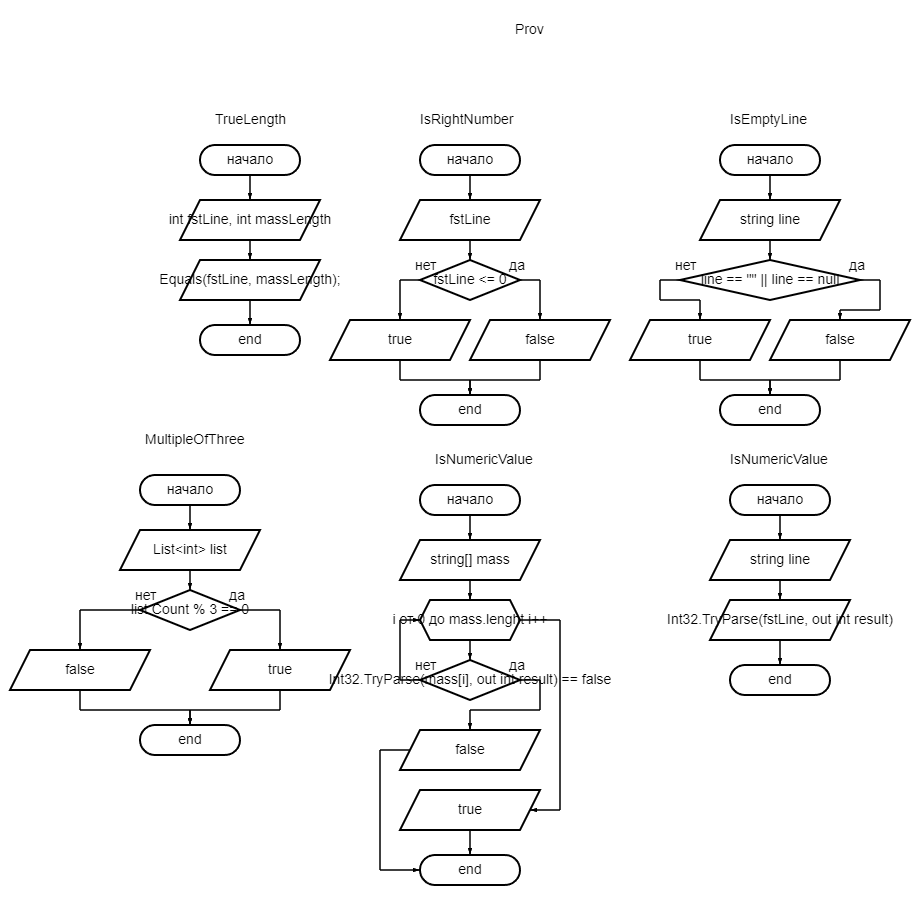 Prov
TrueLength
начало
int fstLine, int massLength
Equals(fstLine, massLength);
end
IsRightNumber
начало
fstLine
нет
да
fstLine <= 0
true
false
end
IsEmptyLine
начало
string line
нет
да
line == "" || line == null
true
false
end
MultipleOfThree
начало
List<int> list
нет
да
list.Count % 3 == 0
false
true
end
IsNumericValue
начало
string[] mass
i от 0 до mass.lenght i++
нет
да
Int32.TryParse(mass[i], out int result) == false
false
true
end
IsNumericValue
начало
string line
Int32.TryParse(fstLine, out int result)
end